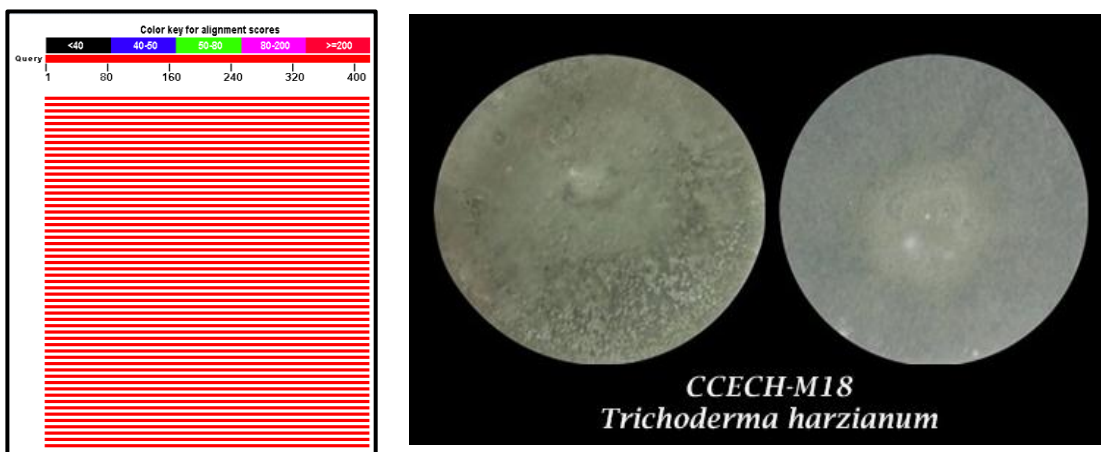 Color key for alignment scores
<40 40-50 50-80 80-200 >=200
Query
1 80 160 240 320 400
CCECH-M18
Trichoderma harzianum